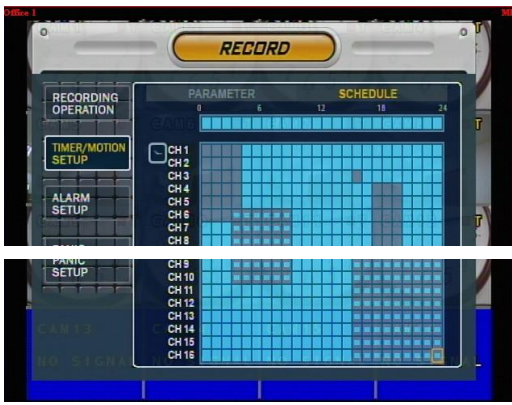 Office 1
RECORD
RECORDING OPERATION
TIMER/MOTION SETUP
ALARM SETUP
PANIC SETUP
PARAMETER SCHEDULE
0 6 12 18 24
CH 1
CH 2
CH 3
CH 4
CH 5
CH 6
CH 7
CH 8
CH 9
CH 10
CH 11
CH 12
CH 13
CH 14
CH 15
CH 16
CAM13
NO SIGNAL